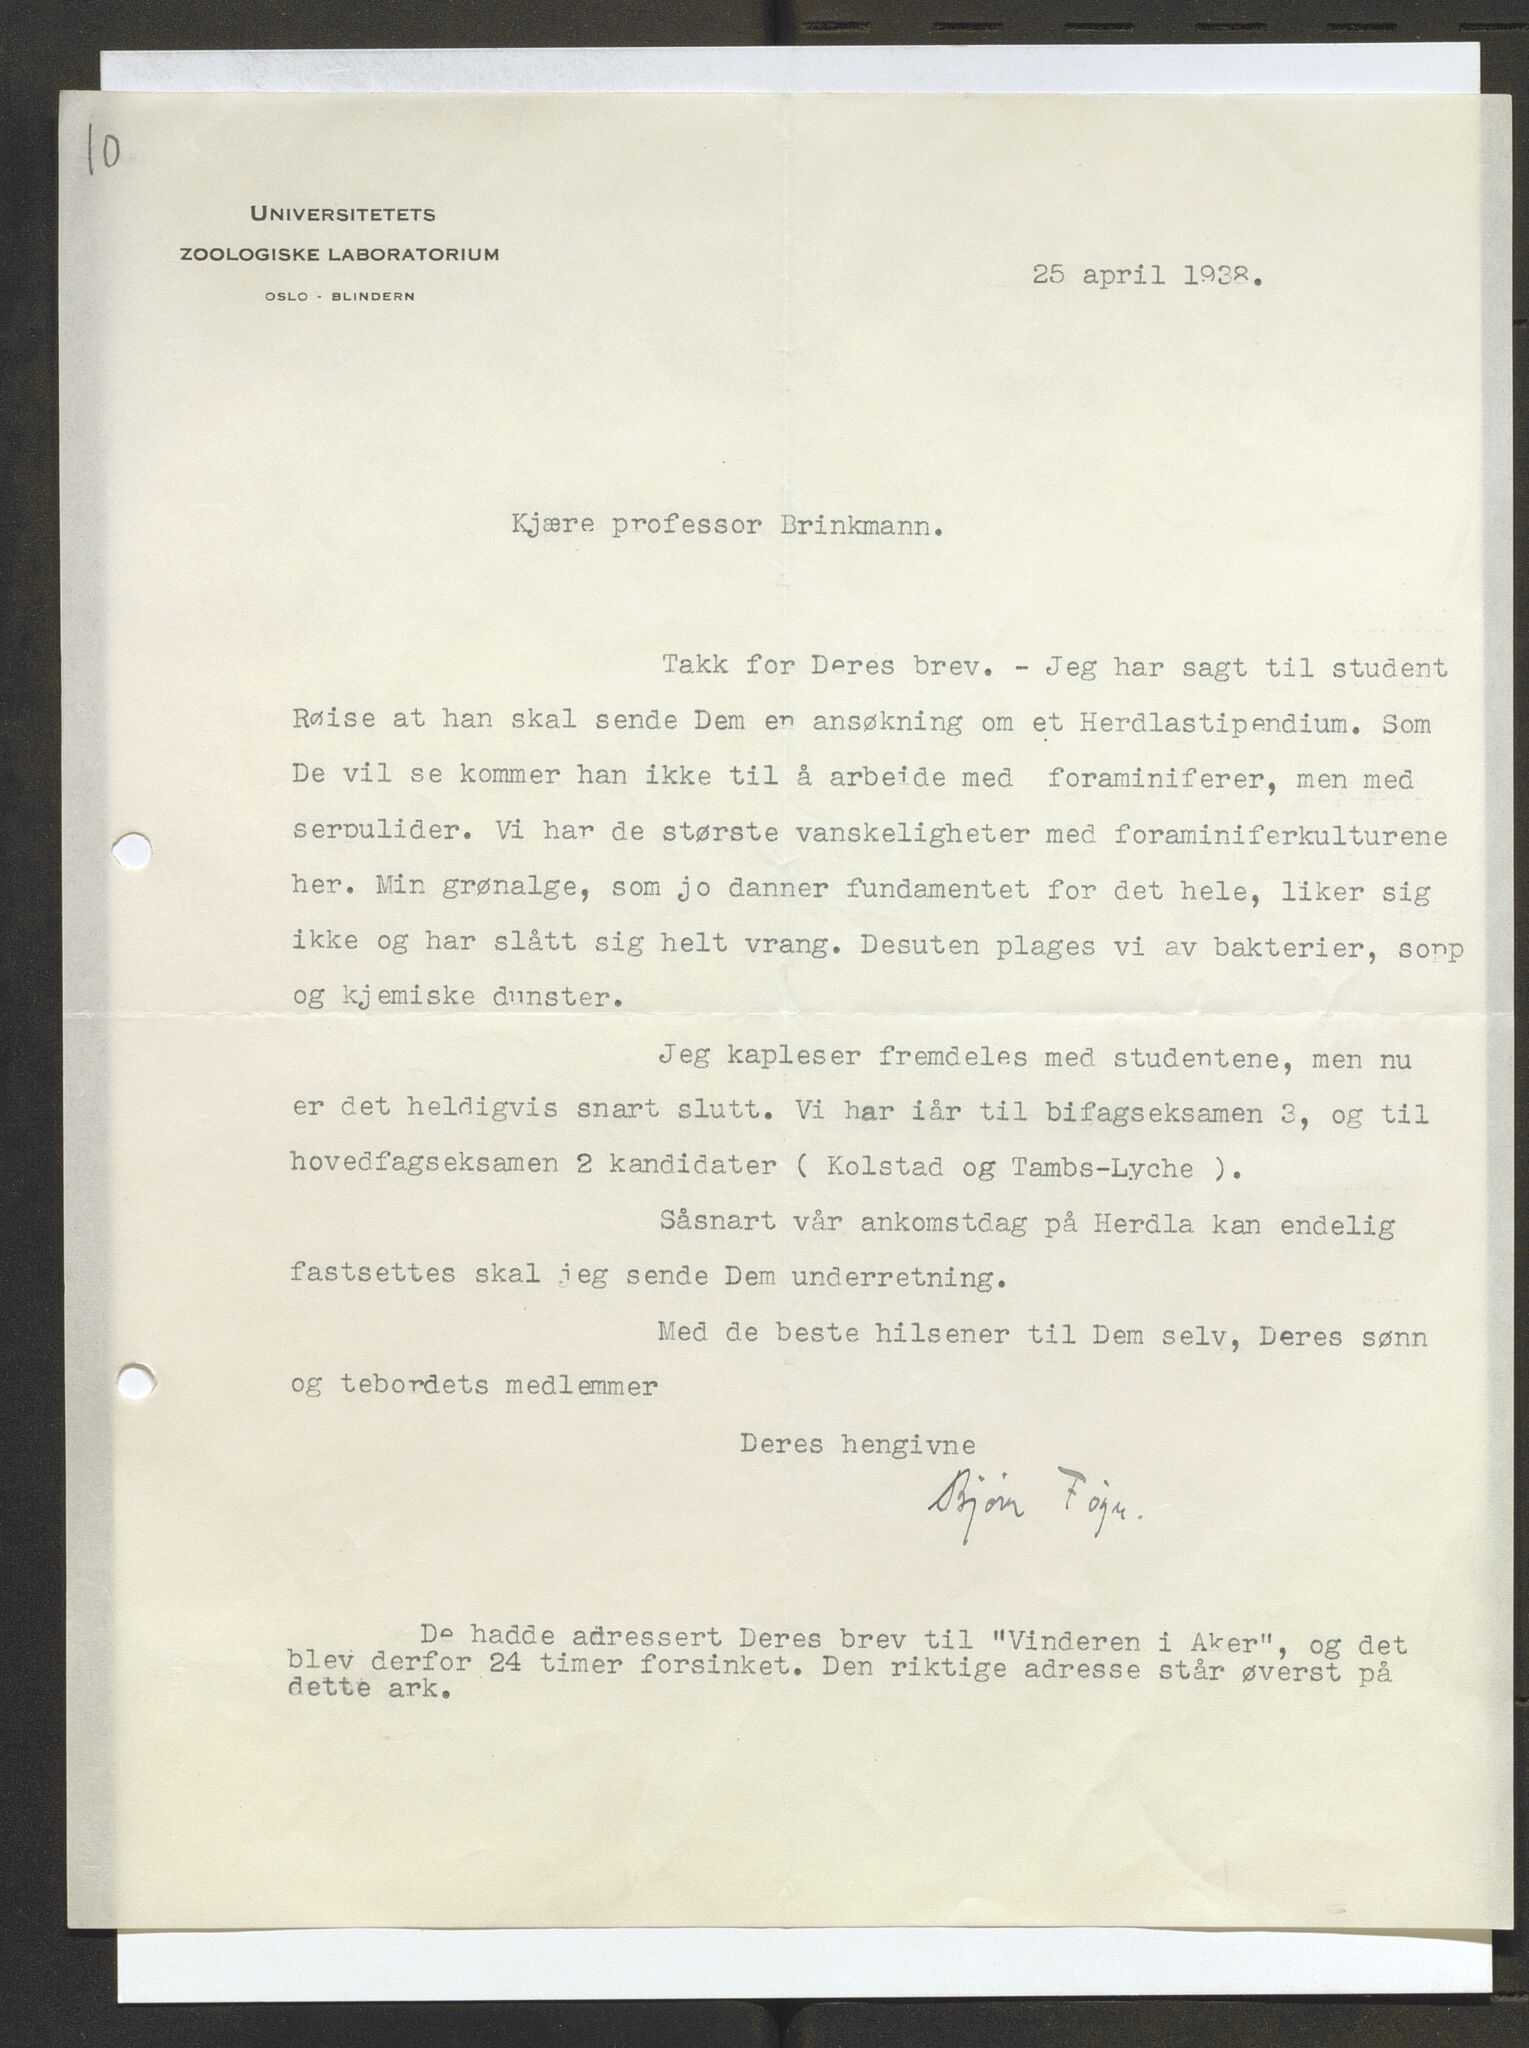 10
UNIVERSITETETS
ZOOLOGISKE LABORATORIUM
OSLO - BLINDERN
25 april 1938.
Kjære professor Brinkmann.
Takk for Deres brev. - Jeg har sagt til student
Røise at han skal sende Dem en ansøkning om et Herdlastipendium. Som
De vil se kommer han ikke til å arbeide med foraminiferer, men med
serpulider. Vi har de største vanskeligheter med foraminiferkulturene
her. Min grønalge, som jo danner fundamentet for det hele, liker sig
ikke og har slått sig helt vrang. Desuten plages vi av bakterier, sopp
og kjemiske dunster.
Jeg kapleser fremdeles med studentene, men nu
er det heldigvis snart slutt. Vi har iår til bifagseksamen 3, og til
hovedfagseksamen 2 kandidater ( Kolstad og Tambs-Lyche ).
Såsnart vår ankomstdag på Herdla kan endelig
fastsettes skal jeg sende Dem underretning.
Med de beste hilsener til Dem selv, Deres sønn
og tebordets medlemmer
Deres hengivne
Bjørn Føyn.
De hadde adressert Deres brev til "Vinderen i Aker", og det
blev derfor 24 timer forsinket. Den riktige adresse står øverst på
dette ark.